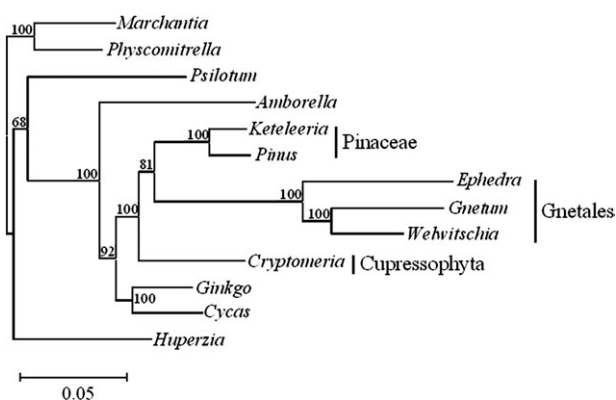 100 Marchantia
Physcomitrella
68 Psilotum
100 Amborella
100 Keteleeria
Pinus
Pinaceae
81
100 Ephedra
100 Gnetum
Welwitschia
Gnetales
100
92
Cryptomeria Cupressophyta
100 Ginkgo
Cycas
Huperzia
0.05